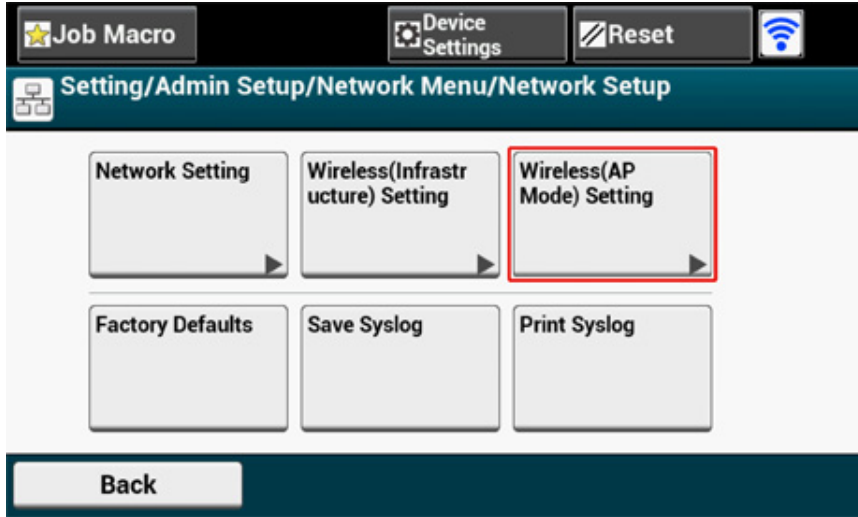 Job Macro
Device
Settings
Reset
Setting/Admin Setup/Network Menu/Network Setup
Network Setting
Wireless(Infrastr
ucture) Setting
Wireless(AP
Mode) Setting
Factory Defaults
Save Syslog
Print Syslog
Back